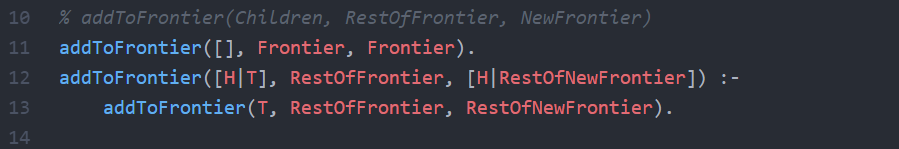 10 % addToFrontier(Children, RestOfFrontier, NewFrontier)
11 addToFrontier([], Frontier, Frontier).
12 addToFrontier([H|T], RestOfFrontier, [H|RestOfNewFrontier]) :-
13     addToFrontier(T, RestOfFrontier, RestOfNewFrontier).
14